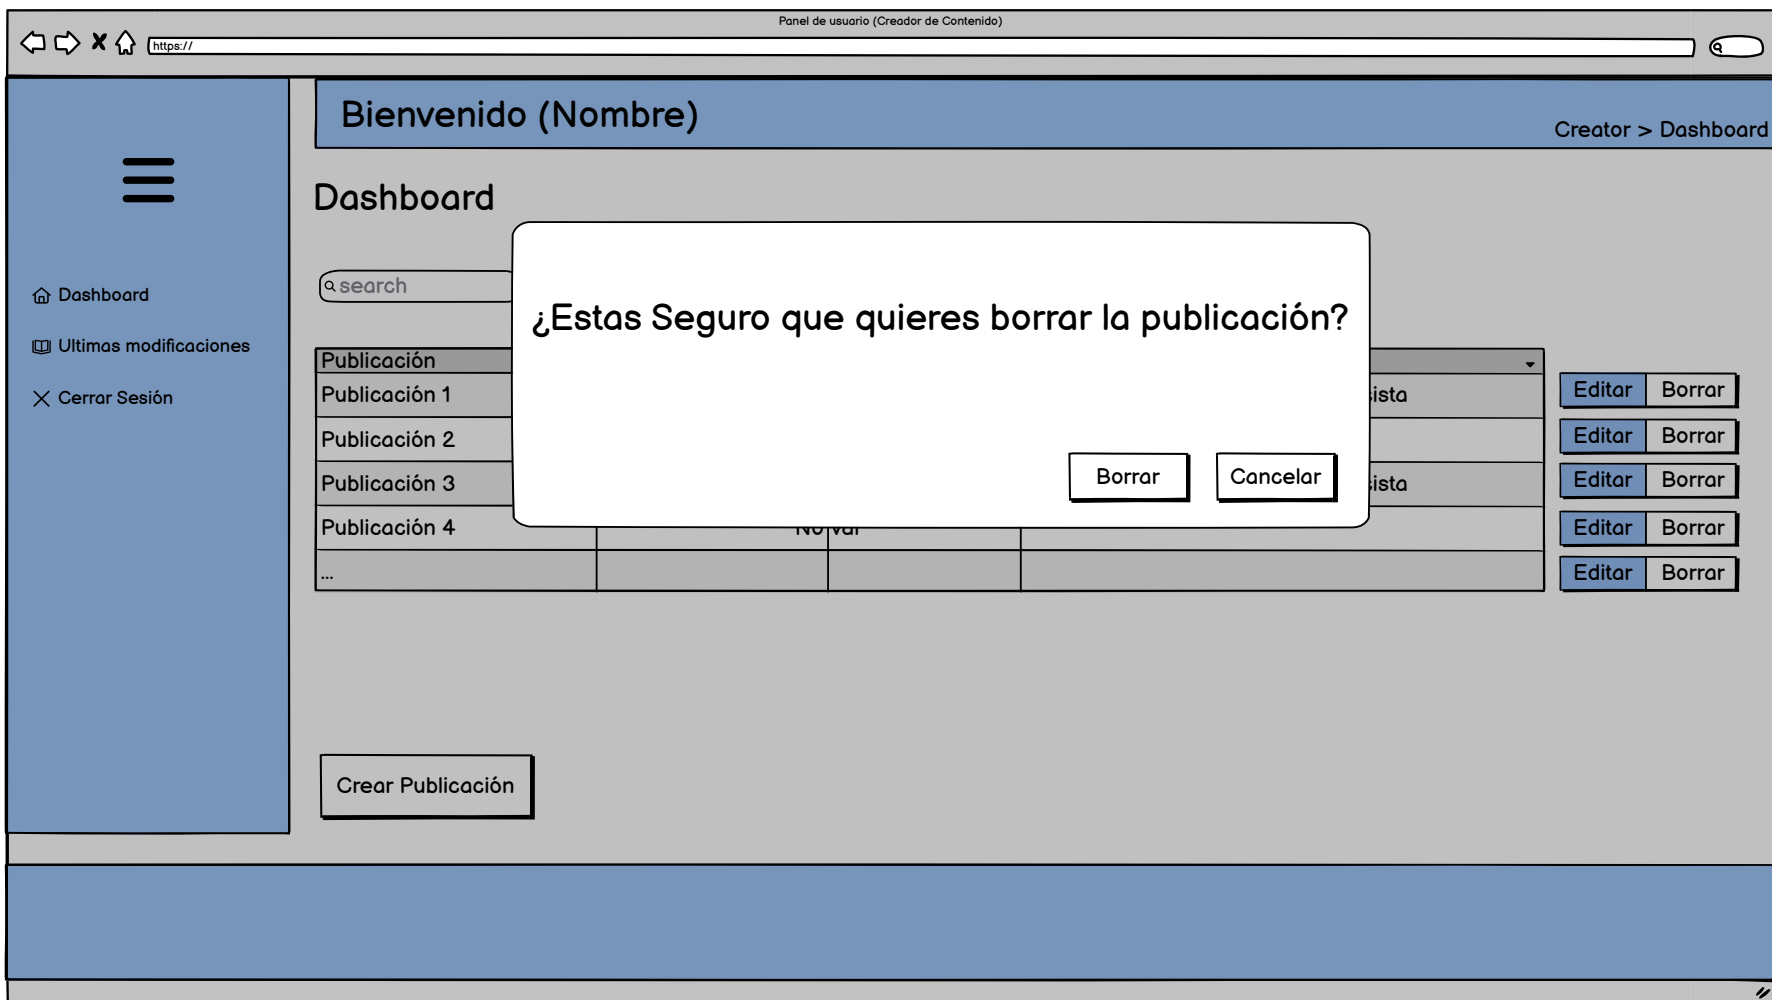 Panel de usuario (Creador de Contenido)
https://
Bienvenido (Nombre)
Creator > Dashboard
Dashboard
Dashboard
Ultimas modificaciones
Cerrar Sesión
search
¿Estas Seguro que quieres borrar la publicación?
Borrar Cancelar
Publicación
Publicación 1 Editar Borrar
Publicación 2 Editar Borrar
Publicación 3 Editar Borrar
Publicación 4 Editar Borrar
... Editar Borrar
Crear Publicación